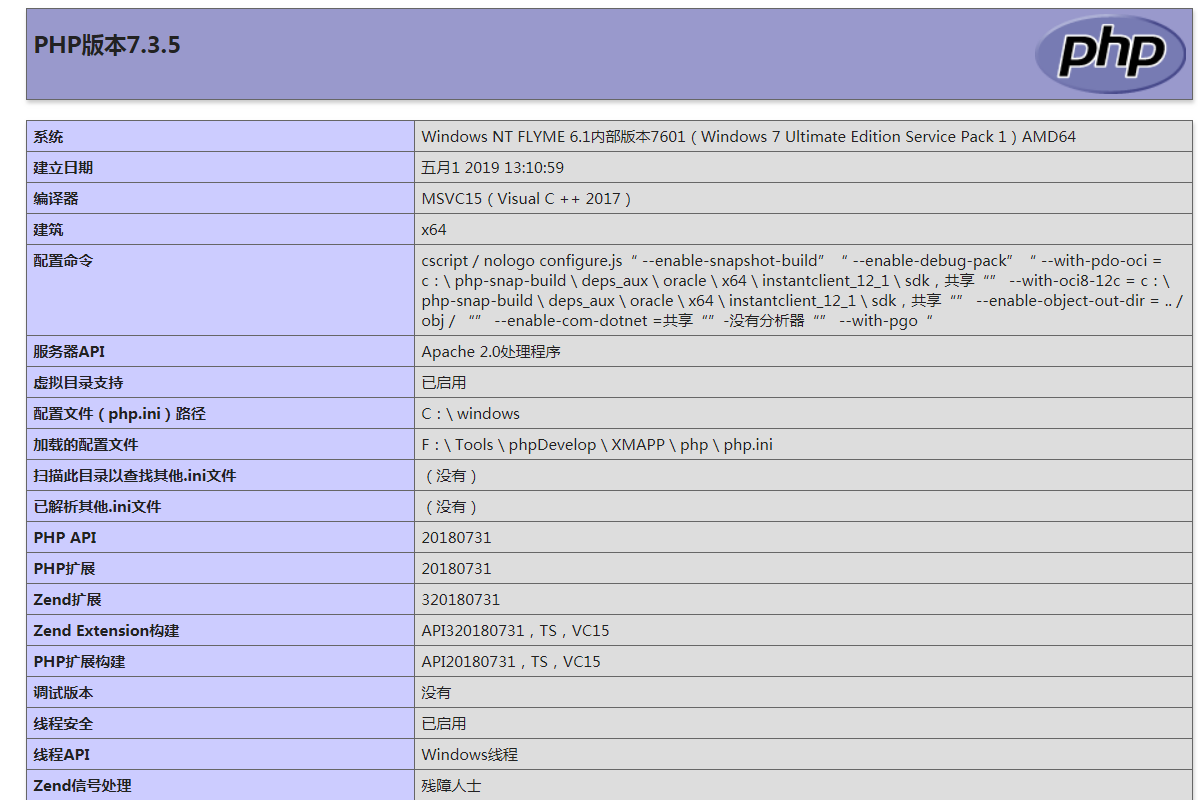 PHP版本7.3.5
php
系统 Windows NT FLYME 6.1内部版本7601（Windows 7 Ultimate Edition Service Pack 1）AMD64
建立日期 五月1 2019 13:10:59
编译器 MSVC15（Visual C ++ 2017）
建筑 x64
配置命令 cscript / nologo configure.js“ --enable-snapshot-build” “ --enable-debug-pack” “ --with-pdo-oci =
c：\ php-snap-build \ deps_aux \ oracle \ x64 \ instantclient_12_1 \ sdk，共享“” --with-oci8-12c = c：\
php-snap-build \ deps_aux \ oracle \ x64 \ instantclient_12_1 \ sdk，共享“” --enable-object-out-dir = .. /
obj / “” --enable-com-dotnet =共享“”-没有分析器“” --with-pgo“
服务器API Apache 2.0处理程序
虚拟目录支持 已启用
配置文件（php.ini）路径 C：\ windows
加载的配置文件 F：\ Tools \ phpDevelop \ XMAPP \ php \ php.ini
扫描此目录以查找其他.ini文件 （没有）
已解析其他.ini文件 （没有）
PHP API 20180731
PHP扩展 20180731
Zend扩展 320180731
Zend Extension构建 API320180731，TS，VC15
PHP扩展构建 API20180731，TS，VC15
调试版本 没有
线程安全 已启用
线程API Windows线程
Zend信号处理 残障人士